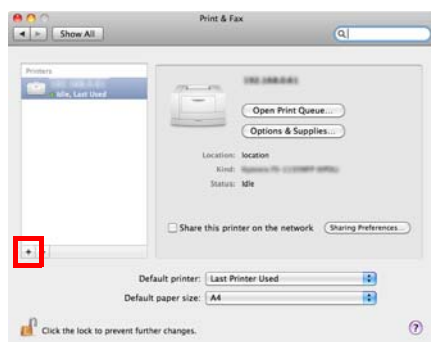 Print & Fax
Show All
Printers
Idle, Last Used
Open Print Queue...
Options & Supplies...
Location: location
Kind:
Status: Idle
Share this printer on the network
Sharing Preferences...
+ -
Default printer: Last Printer Used
Default paper size: A4
Click the lock to prevent further changes.
?